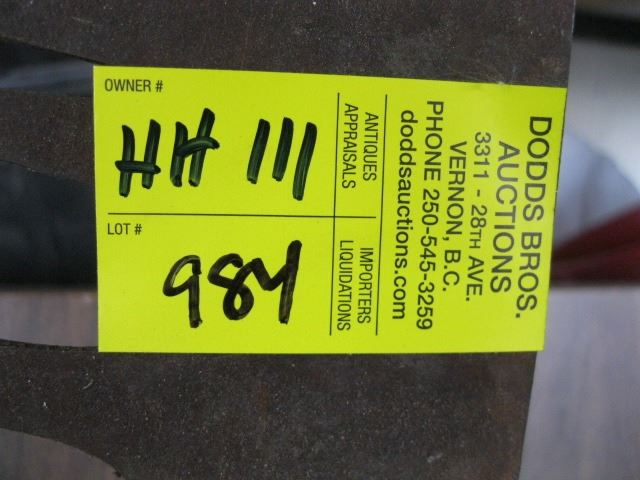 OWNER #
HH III
LOT #
984
ANTIQUES
APPRAISALS
IMPORTERS
LIQUIDATIONS
DODDS BROS.
AUCTIONS
3311 - 28TH AVE.
VERNON, B.C.
PHONE 250-545-3259
doddsauctions.com